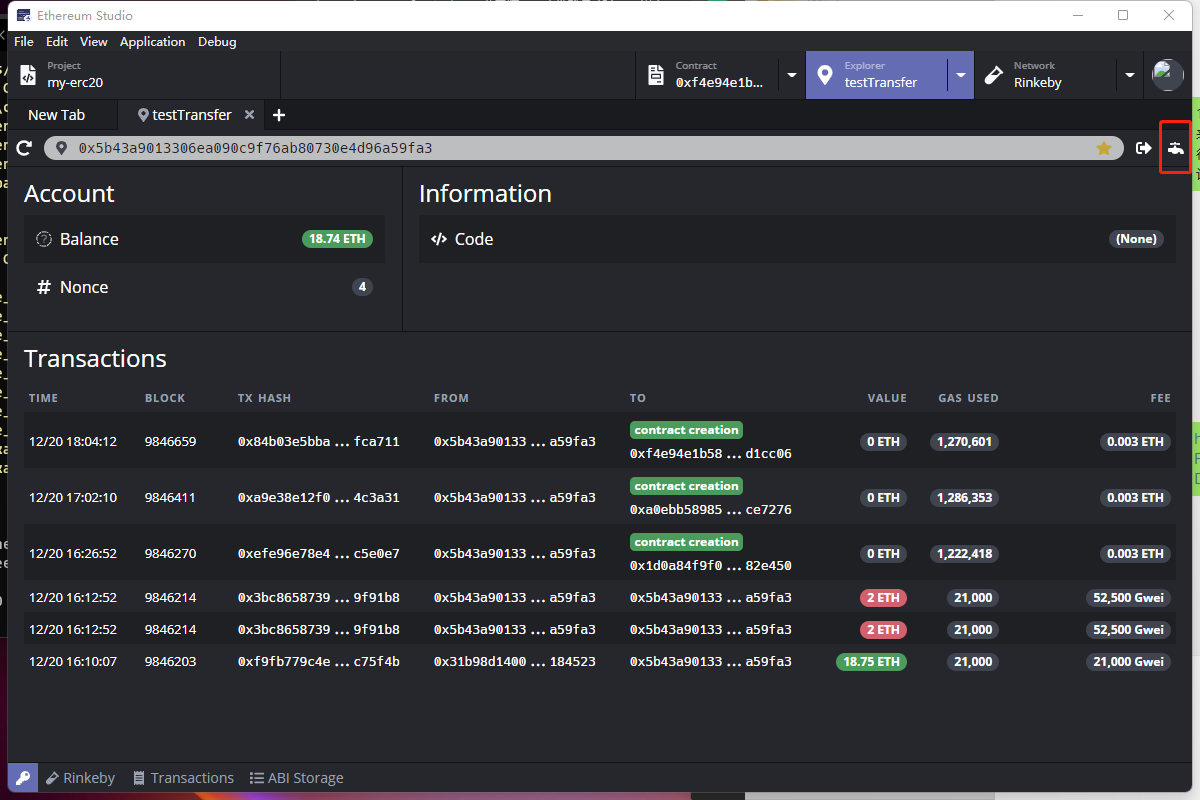 Ethereum Studio
File Edit View Application Debug
Project
my-erc20
Contract
0xf4e94e1b...
Explorer
testTransfer
Network
Rinkeby
New Tab
testTransfer
0x5b43a9013306ea090c9f76ab80730e4d96a59fa3
Account
Balance 18.74 ETH
Nonce 4
Information
Code (None)
Transactions
TIME BLOCK TX HASH FROM TO VALUE GAS USED FEE
contract creation
12/20 18:04:12 9846659 0x84b03e5bba ... fca711 0x5b43a90133 ... a59fa3 0xf4e94e1b58 ... d1cc06 0 ETH 1,270,601 0.003 ETH
contract creation
12/20 17:02:10 9846411 0xa9e38e12f0 ... 4c3a31 0x5b43a90133 ... a59fa3 0xa0ebb58985 ... ce7276 0 ETH 1,286,353 0.003 ETH
contract creation
12/20 16:26:52 9846270 0xefe96e78e4 ... c5e0e7 0x5b43a90133 ... a59fa3 0x1d0a84f9f0 ... 82e450 0 ETH 1,222,418 0.003 ETH
12/20 16:12:52 9846214 0x3bc8658739 ... 9f91b8 0x5b43a90133 ... a59fa3 0x5b43a90133 ... a59fa3 2 ETH 21,000 52,500 Gwei
12/20 16:12:52 9846214 0x3bc8658739 ... 9f91b8 0x5b43a90133 ... a59fa3 0x5b43a90133 ... a59fa3 2 ETH 21,000 52,500 Gwei
12/20 16:10:07 9846203 0xf9fb779c4e ... c75f4b 0x31b98d1400 ... 184523 0x5b43a90133 ... a59fa3 18.75 ETH 21,000 21,000 Gwei
Rinkeby Transactions ABI Storage